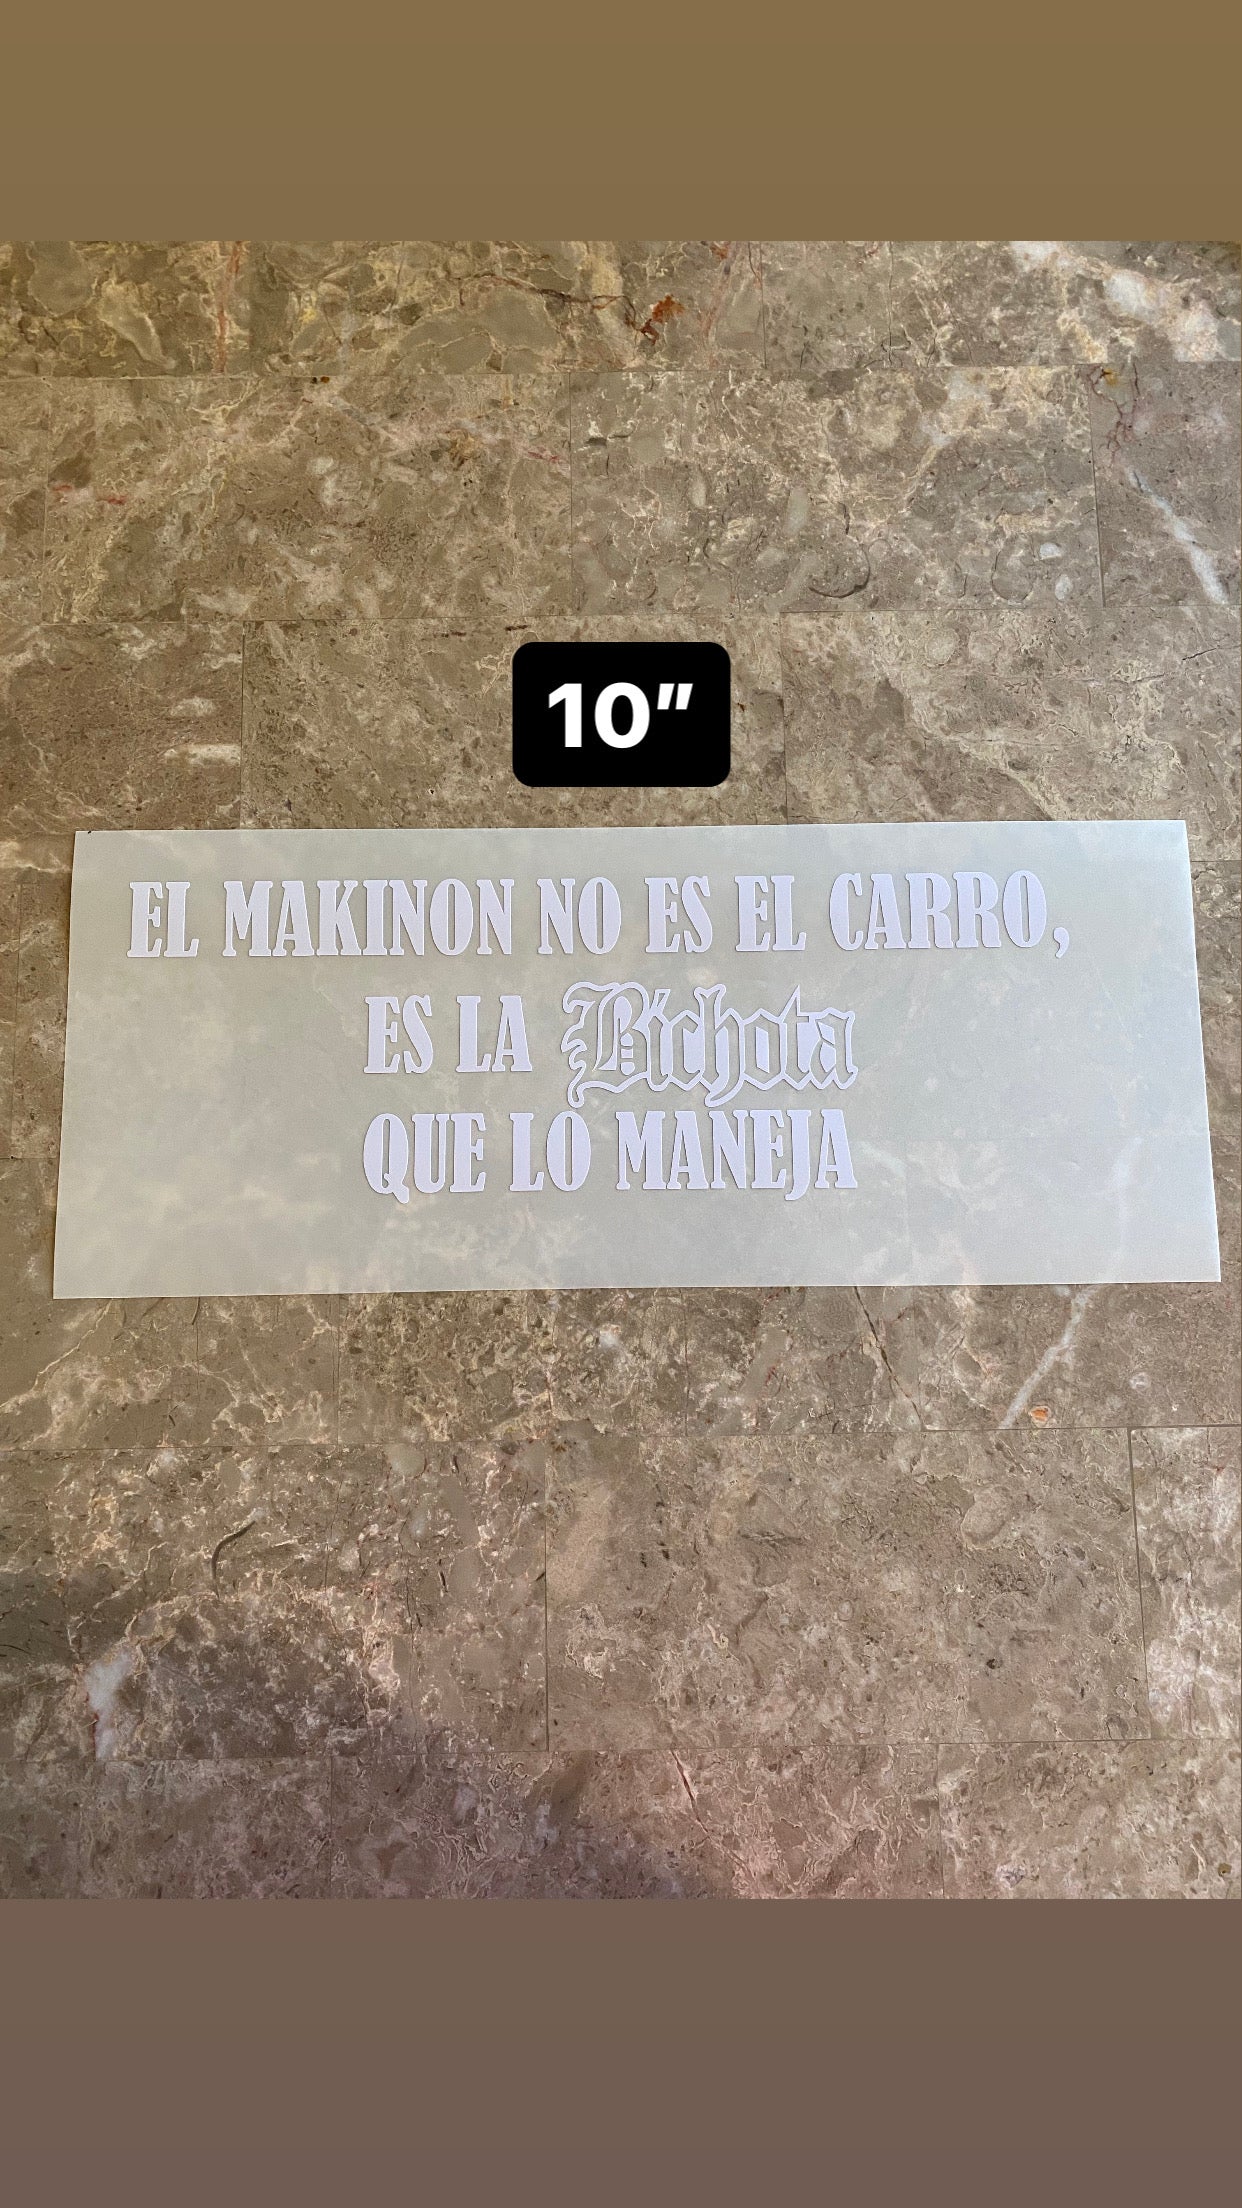 10"
EL MAKINON NO ES EL CARRO,
ES LA Bichota
QUE LO MANEJA